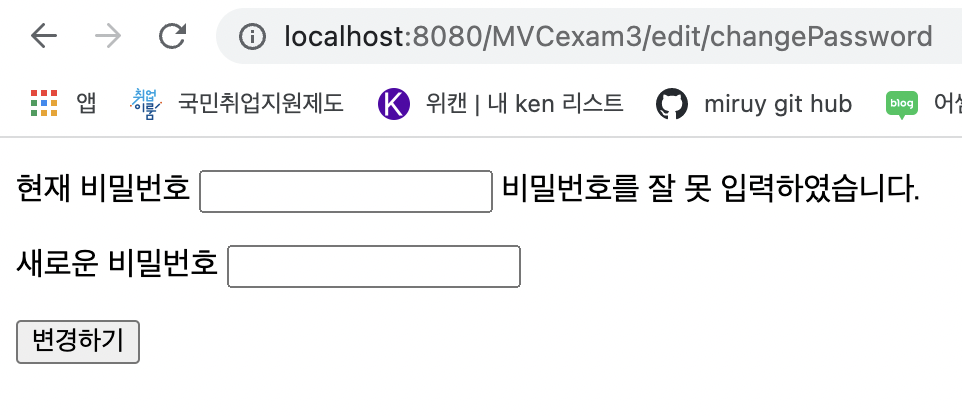 localhost:8080/MVCexam3/edit/changePassword
앱 취업이룸 국민취업지원제도 K 위캔 | 내 ken 리스트 miruy git hub blog 어
현재 비밀번호 비밀번호를 잘 못 입력하였습니다.
새로운 비밀번호
변경하기